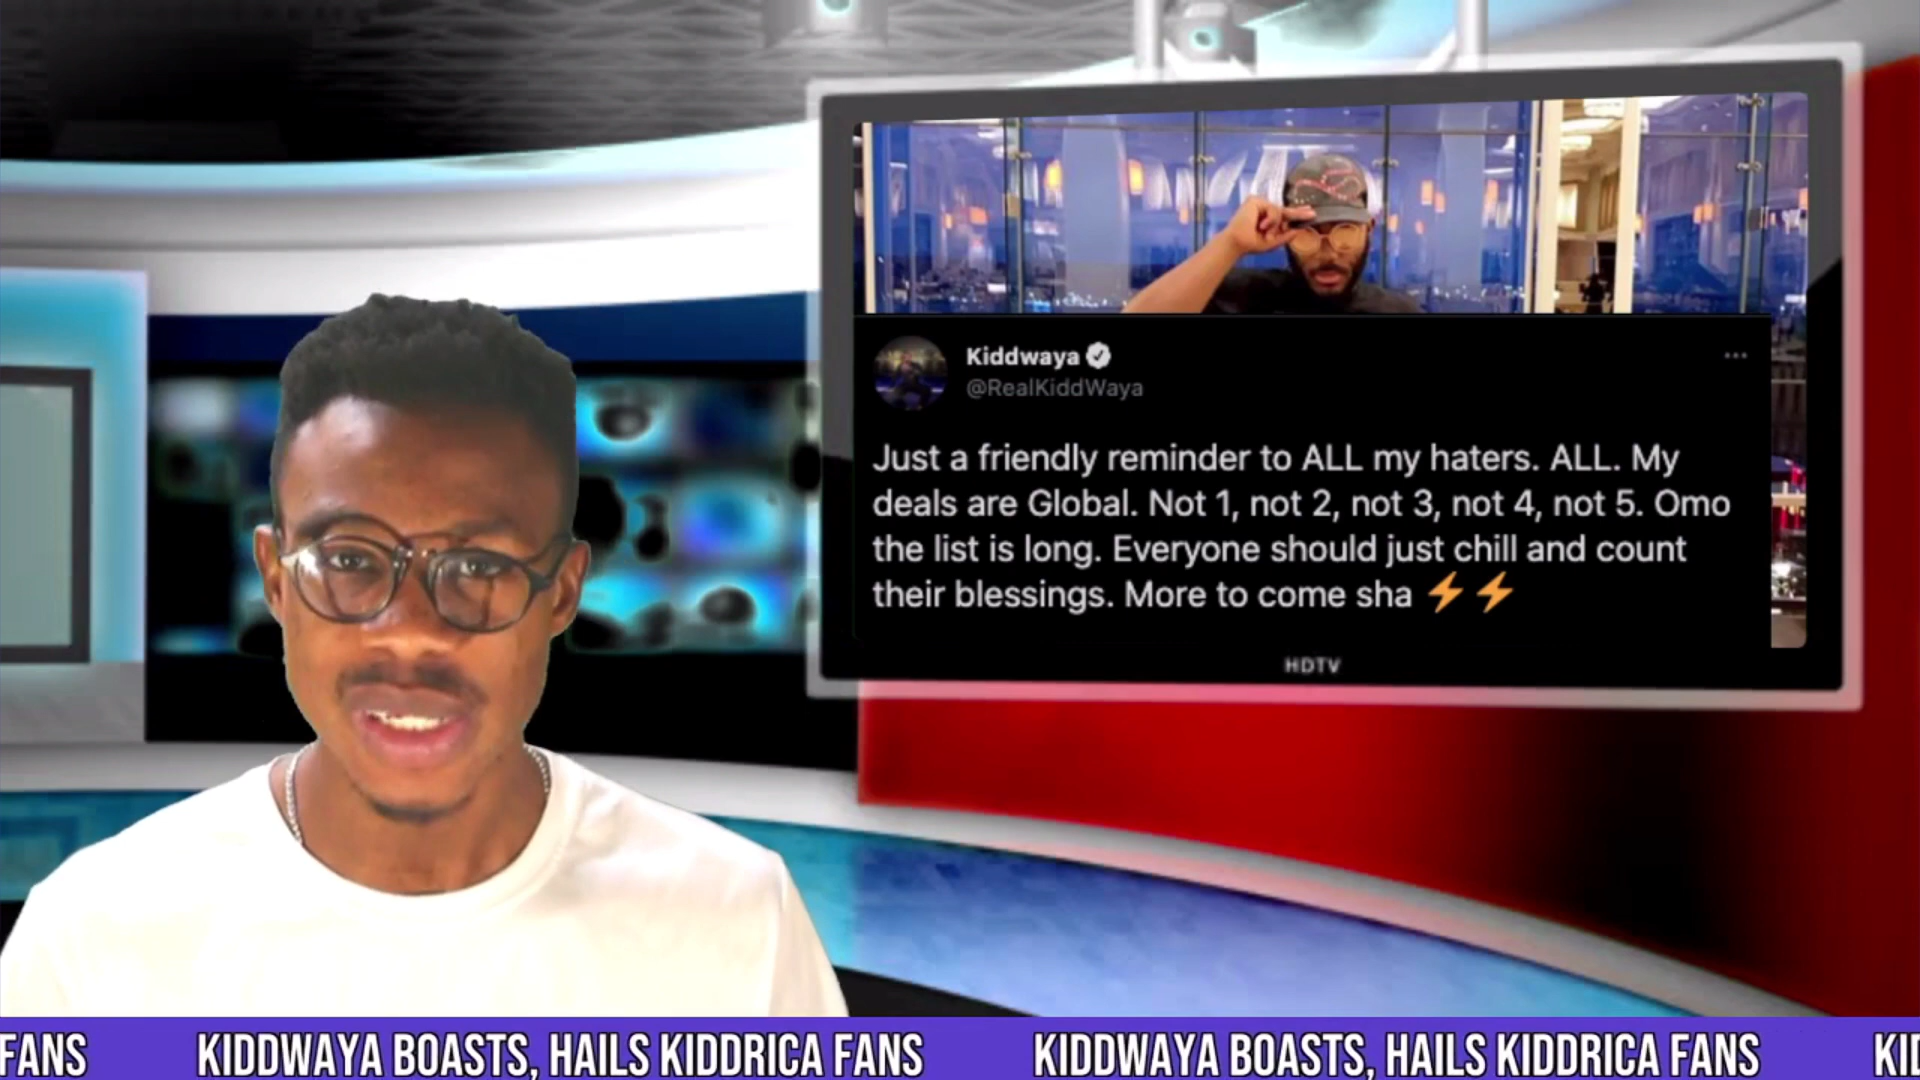 Kiddwaya
@RealKiddWaya
Just a friendly reminder to ALL my haters. ALL. My
deals are Global. Not 1, not 2, not 3, not 4, not 5. Omo
the list is long. Everyone should just chill and count
their blessings. More to come sha ⚡⚡
HDTV
FANS KIDDWAYA BOASTS, HAILS KIDDRICA FANS KIDDWAYA BOASTS, HAILS KIDDRICA FANS KID